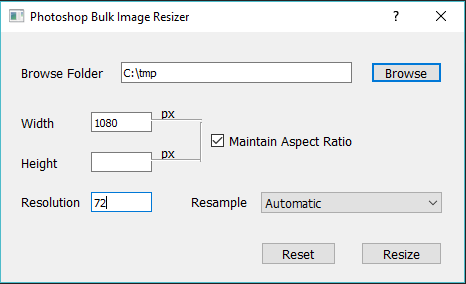 Photoshop Bulk Image Resizer
Browse Folder C:\tmp Browse
Width 1080 px
Maintain Aspect Ratio
Height px
Resolution 72 Resample Automatic
Reset Resize